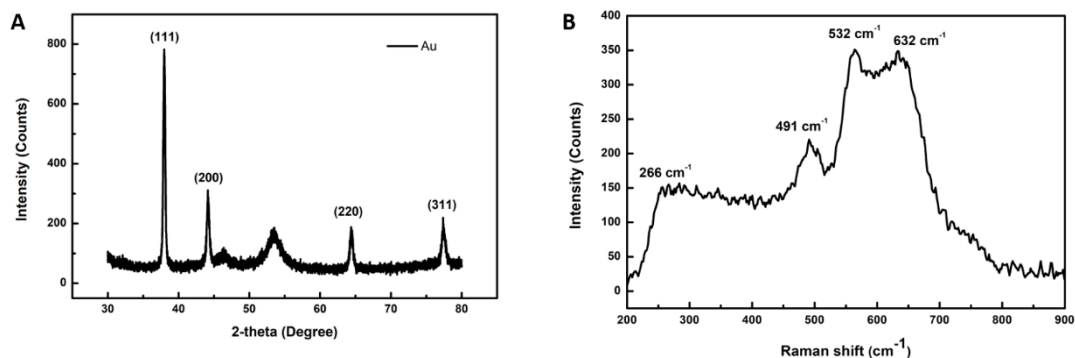 A
(111)
Au
(200)
(220)
(311)
800
600
400
200
0
30 40 50 60 70 80
Intensity (Counts)
2-theta (Degree)
B
532 cm⁻¹
632 cm⁻¹
491 cm⁻¹
266 cm⁻¹
400
350
300
250
200
150
100
50
0
200 300 400 500 600 700 800 900
Intensity (Counts)
Raman shift (cm⁻¹)